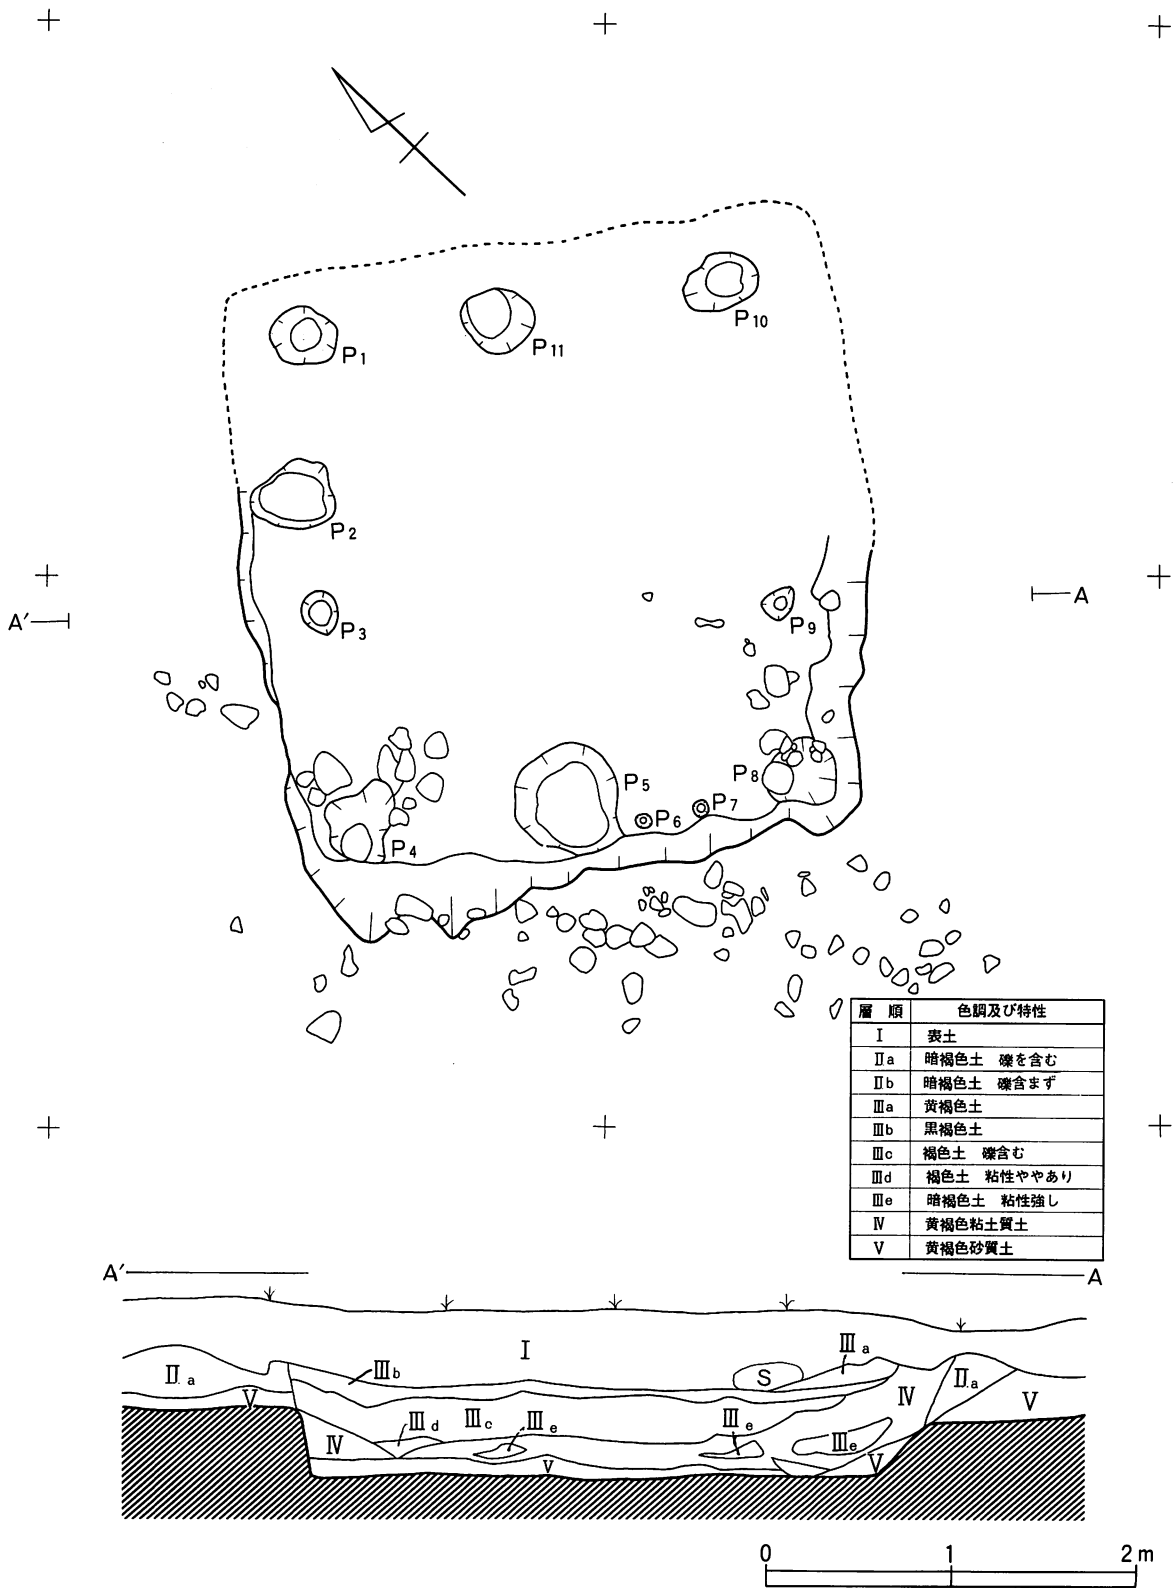 P1
P11
P10
P2
P3
A′
A
P9
P5
P8
P7
P6
P4
層 順 色調及び特性
Ⅰ 表土
Ⅱa 暗褐色土 礫を含む
Ⅱb 暗褐色土 礫含まず
Ⅲa 黄褐色土
Ⅲb 黒褐色土
Ⅲc 褐色土 礫含む
Ⅲd 褐色土 粘性ややあり
Ⅲe 暗褐色土 粘性強し
Ⅳ 黄褐色粘土質土
Ⅴ 黄褐色砂質土
A′ A
Ⅰ Ⅲa
Ⅱa Ⅲb S Ⅱa
Ⅴ Ⅳ Ⅴ
Ⅲd Ⅲc Ⅲe Ⅲe
Ⅳ Ⅲe
Ⅴ Ⅴ
0 1 2m